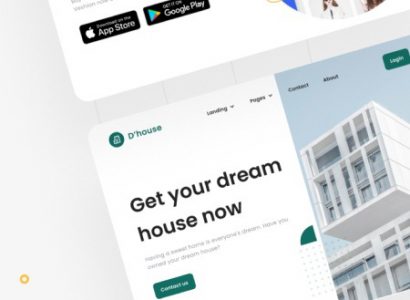 Download on the
App Store
GET IT ON
Google Play
D'house
Landing
Pages
Contact
About
Login
Get your dream
house now
Having a sweet home is everyone's dream. Have you
owned your dream house?
Contact us